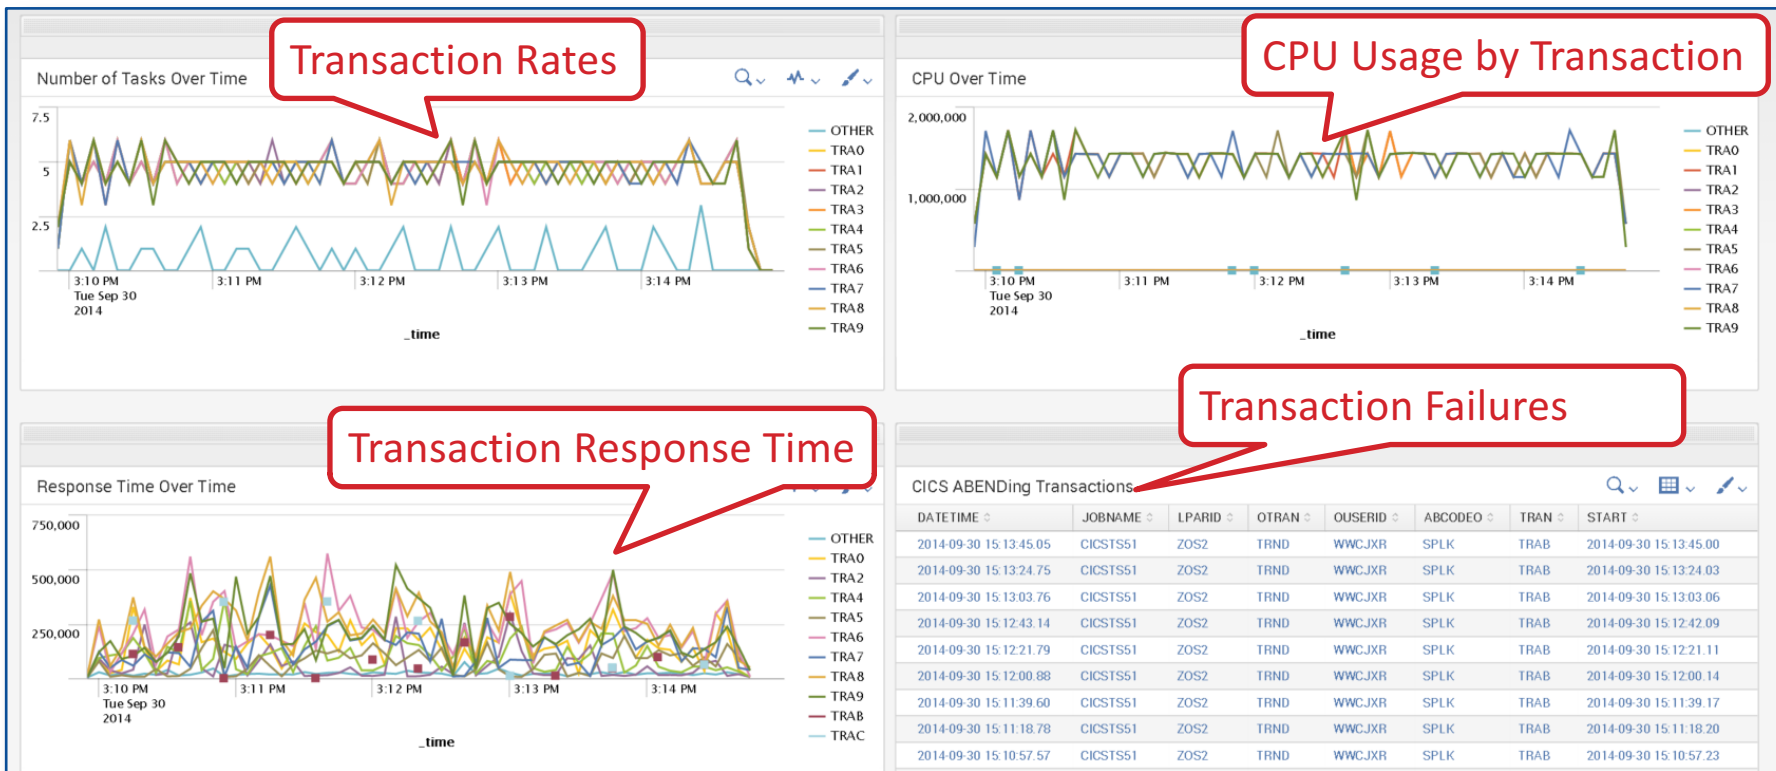 Transaction Rates
Number of Tasks Over Time
7.5
5
2.5
3:10 PM
Tue Sep 30
2014
3:11 PM
3:12 PM
3:13 PM
3:14 PM
_time
OTHER
TRA0
TRA1
TRA2
TRA3
TRA4
TRA5
TRA6
TRA7
TRA8
TRA9
CPU Usage by Transaction
CPU Over Time
2,000,000
1,000,000
3:10 PM
Tue Sep 30
2014
3:11 PM
3:12 PM
3:13 PM
3:14 PM
_time
OTHER
TRA0
TRA1
TRA2
TRA3
TRA4
TRA5
TRA6
TRA7
TRA8
TRA9
Transaction Response Time
Response Time Over Time
750,000
500,000
250,000
3:10 PM
Tue Sep 30
2014
3:11 PM
3:12 PM
3:13 PM
3:14 PM
_time
OTHER
TRA0
TRA2
TRA4
TRA5
TRA6
TRA7
TRA8
TRA9
TRAB
TRAC
Transaction Failures
CICS ABENDing Transactions
DATETIME JOBNAME LPARID OTRAN OUSERID ABCODEO TRAN START
2014-09-30 15:13:45.05 CICSTS51 ZOS2 TRND WWCJXR SPLK TRAB 2014-09-30 15:13:45.00
2014-09-30 15:13:24.75 CICSTS51 ZOS2 TRND WWCJXR SPLK TRAB 2014-09-30 15:13:24.03
2014-09-30 15:13:03.76 CICSTS51 ZOS2 TRND WWCJXR SPLK TRAB 2014-09-30 15:13:03.06
2014-09-30 15:12:43.14 CICSTS51 ZOS2 TRND WWCJXR SPLK TRAB 2014-09-30 15:12:42.09
2014-09-30 15:12:21.79 CICSTS51 ZOS2 TRND WWCJXR SPLK TRAB 2014-09-30 15:12:21.11
2014-09-30 15:12:00.88 CICSTS51 ZOS2 TRND WWCJXR SPLK TRAB 2014-09-30 15:12:00.14
2014-09-30 15:11:39.60 CICSTS51 ZOS2 TRND WWCJXR SPLK TRAB 2014-09-30 15:11:39.17
2014-09-30 15:11:18.78 CICSTS51 ZOS2 TRND WWCJXR SPLK TRAB 2014-09-30 15:11:18.20
2014-09-30 15:10:57.57 CICSTS51 ZOS2 TRND WWCJXR SPLK TRAB 2014-09-30 15:10:57.23